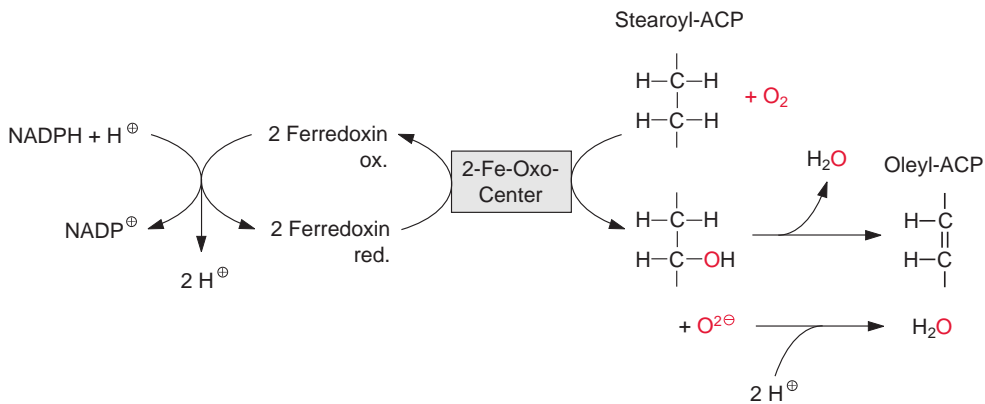 Stearoyl-ACP
H–C–H
H–C–H
+ O₂
NADPH + H⊕
2 Ferredoxin
ox.
2-Fe-Oxo-
Center
H₂O
Oleyl-ACP
NADP⊕
2 H⊕
2 Ferredoxin
red.
H–C–H
H–C–OH
H–C
H–C
+ O²⊖
H₂O
2 H⊕